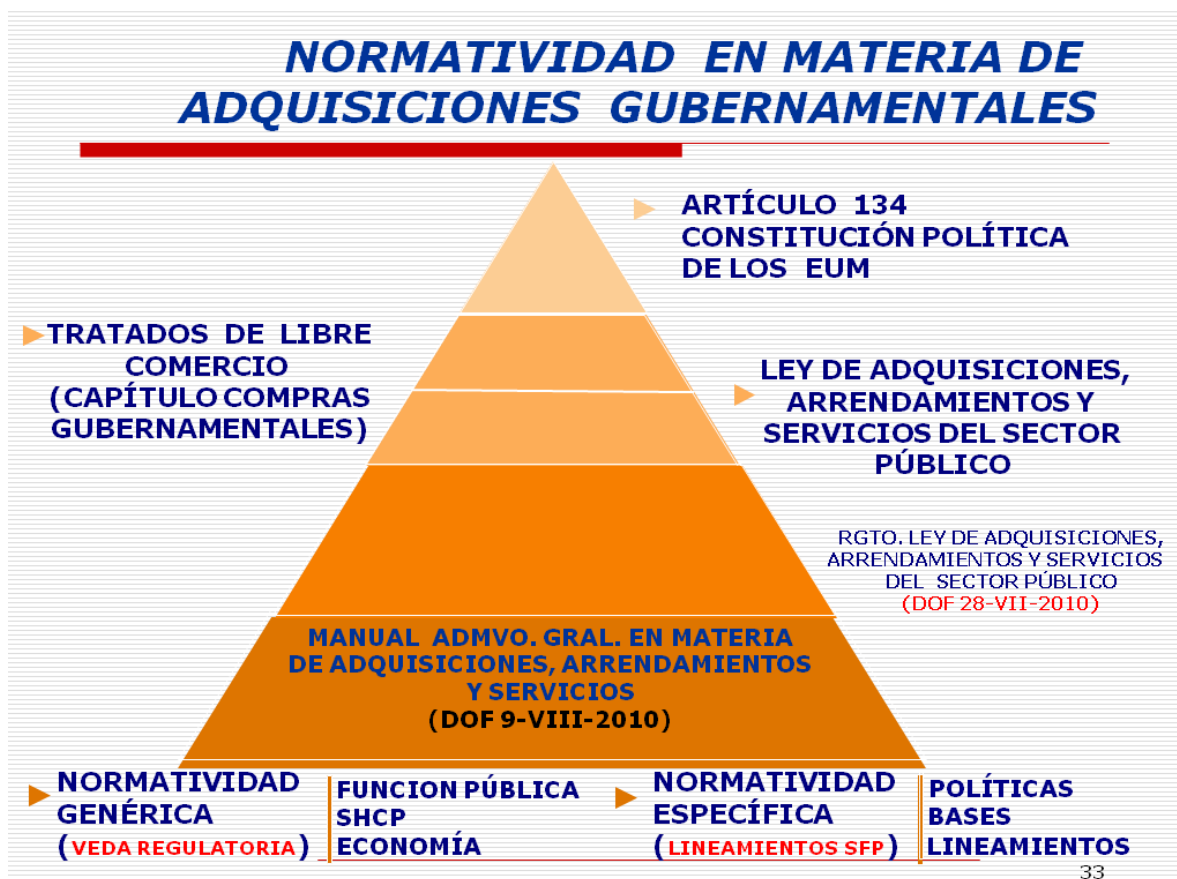 NORMATIVIDAD EN MATERIA DE
ADQUISICIONES GUBERNAMENTALES
ARTÍCULO 134
CONSTITUCIÓN POLÍTICA
DE LOS EUM
TRATADOS DE LIBRE
COMERCIO
(CAPÍTULO COMPRAS
GUBERNAMENTALES)
LEY DE ADQUISICIONES,
ARRENDAMIENTOS Y
SERVICIOS DEL SECTOR
PÚBLICO
RGTO. LEY DE ADQUISICIONES,
ARRENDAMIENTOS Y SERVICIOS
DEL SECTOR PÚBLICO
(DOF 28-VII-2010)
MANUAL ADMVO. GRAL. EN MATERIA
DE ADQUISICIONES, ARRENDAMIENTOS
Y SERVICIOS
(DOF 9-VIII-2010)
NORMATIVIDAD
GENÉRICA
(VEDA REGULATORIA)
FUNCION PÚBLICA
SHCP
ECONOMÍA
NORMATIVIDAD
ESPECÍFICA
(LINEAMIENTOS SFP)
POLÍTICAS
BASES
LINEAMIENTOS
33